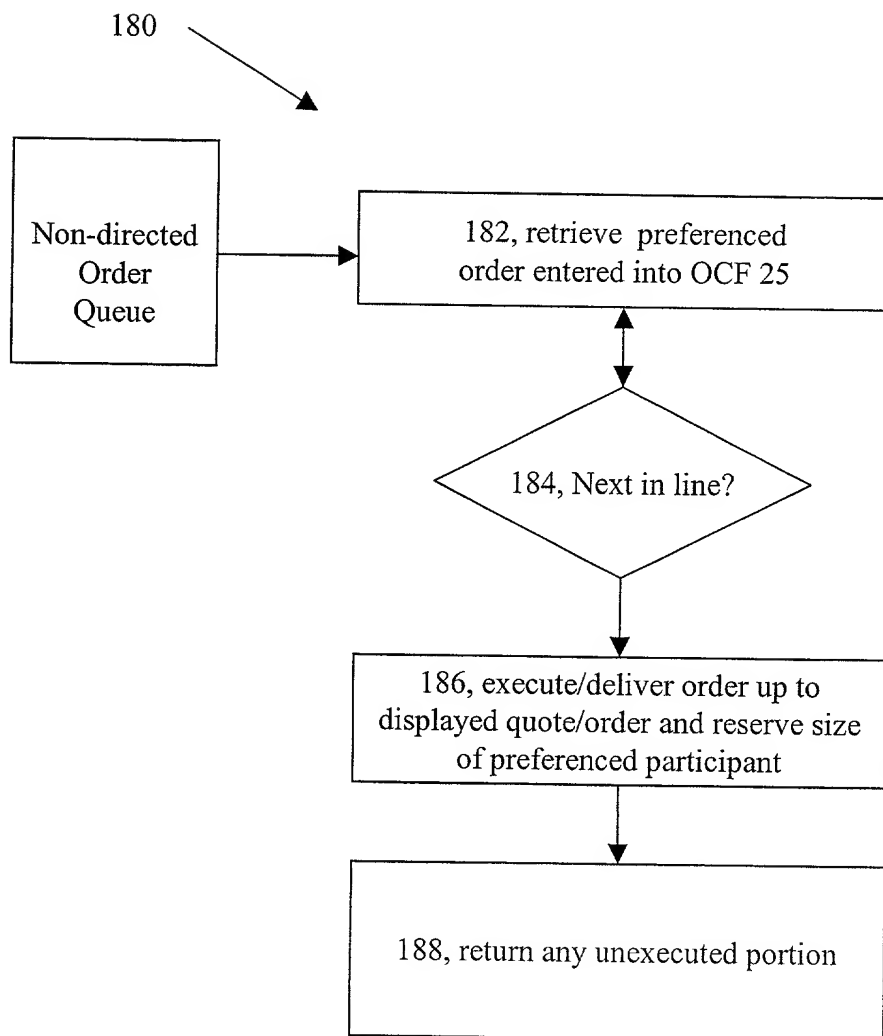 180
Non-directed
Order
Queue
182, retrieve preferenced
order entered into OCF 25
184, Next in line?
186, execute/deliver order up to
displayed quote/order and reserve size
of preferenced participant
188, return any unexecuted portion